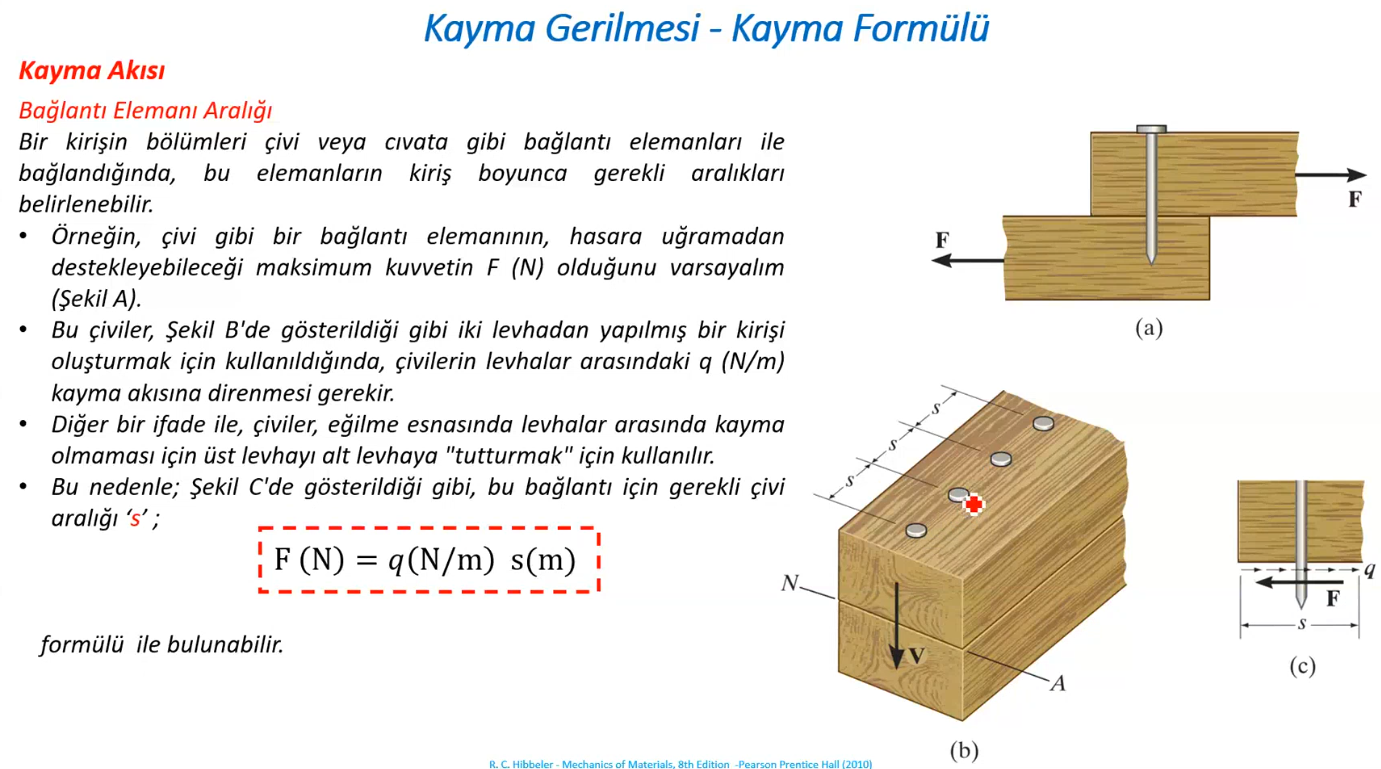 Kayma Gerilmesi - Kayma Formülü
Kayma Akısı
Bağlantı Elemanı Aralığı
Bir kirişin bölümleri çivi veya cıvata gibi bağlantı elemanları ile
bağlandığında, bu elemanların kiriş boyunca gerekli aralıkları
belirlenebilir.
• Örneğin, çivi gibi bir bağlantı elemanının, hasara uğramadan
destekleyebileceği maksimum kuvvetin F (N) olduğunu varsayalım
(Şekil A).
• Bu çiviler, Şekil B'de gösterildiği gibi iki levhadan yapılmış bir kirişi
oluşturmak için kullanıldığında, çivilerin levhalar arasındaki q (N/m)
kayma akısına direnmesi gerekir.
• Diğer bir ifade ile, çiviler, eğilme esnasında levhalar arasında kayma
olmaması için üst levhayı alt levhaya "tutturmak" için kullanılır.
• Bu nedenle; Şekil C'de gösterildiği gibi, bu bağlantı için gerekli çivi
aralığı ‘s’ ;
F (N) = q(N/m) s(m)
formülü ile bulunabilir.
F
F
(a)
s
s
s
N
V
A
(b)
q
F
s
(c)
R. C. Hibbeler - Mechanics of Materials, 8th Edition -Pearson Prentice Hall (2010)